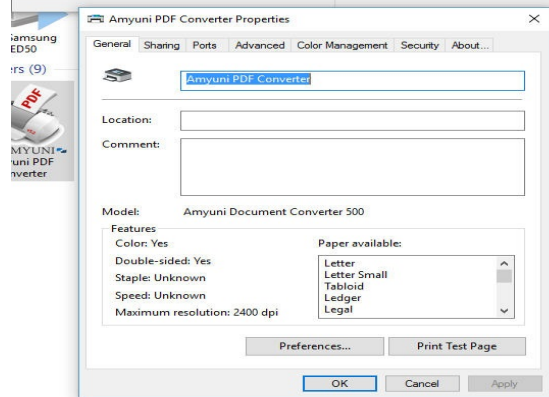 Amyuni PDF Converter Properties
Samsung
ED50
ers (9)
PDF
MYUNI
uni PDF
nverter
General Sharing Ports Advanced Color Management Security About...
Amyuni PDF Converter
Location:
Comment:
Model: Amyuni Document Converter 500
Features
Color: Yes
Double-sided: Yes
Staple: Unknown
Speed: Unknown
Maximum resolution: 2400 dpi
Paper available:
Letter
Letter Small
Tabloid
Ledger
Legal
Preferences... Print Test Page
OK Cancel Apply